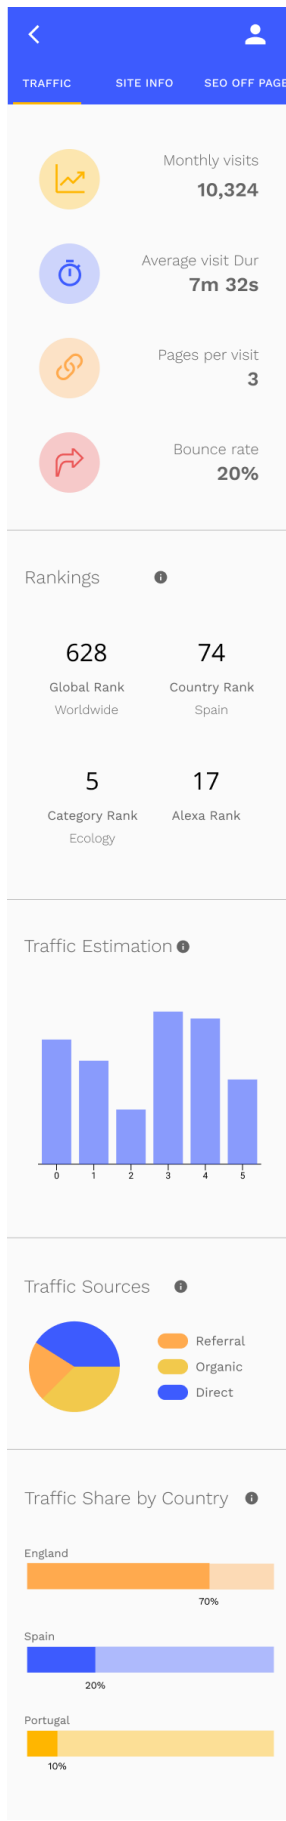 TRAFFIC SITE INFO SEO OFF PAGE
Monthly visits
10,324
Average visit Dur
7m 32s
Pages per visit
3
Bounce rate
20%
Rankings
628 74
Global Rank Country Rank
Worldwide Spain
5 17
Category Rank Alexa Rank
Ecology
Traffic Estimation
0 1 2 3 4 5
Traffic Sources
Referral
Organic
Direct
Traffic Share by Country
England
70%
Spain
20%
Portugal
10%